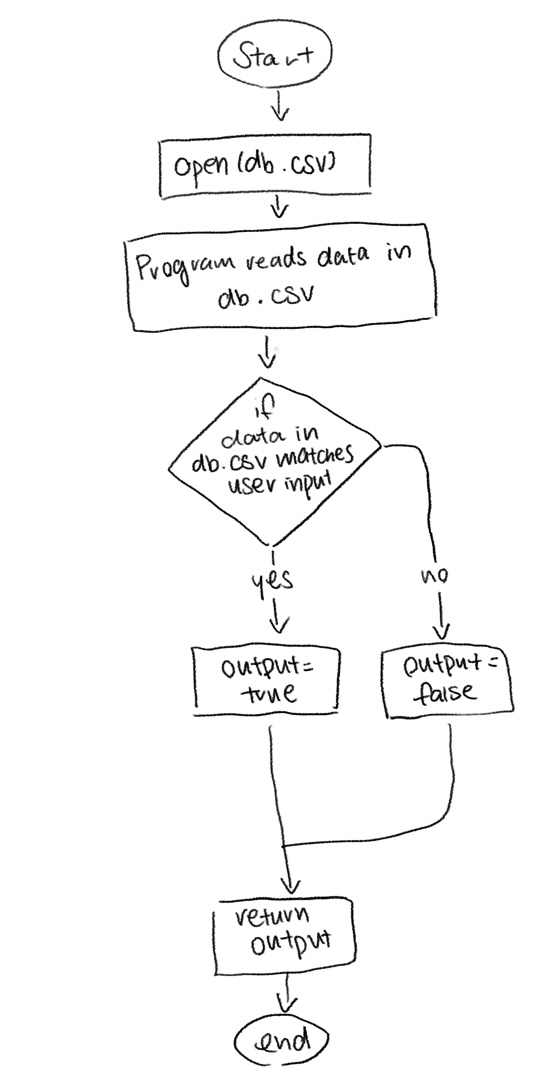 Start
open(db.csv)
Program reads data in
db.csv
if
data in
db.csv matches
user input
yes
no
output=
true
output=
false
return
output
end